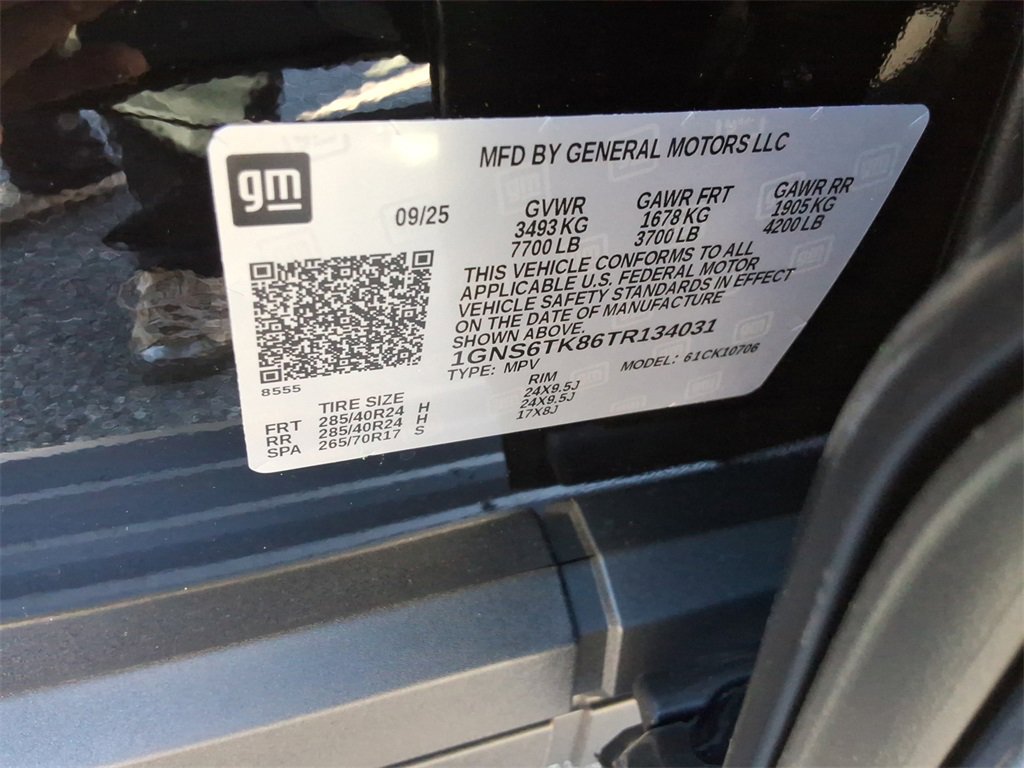 MFD BY GENERAL MOTORS LLC
gm
09/25
GVWR GAWR FRT GAWR RR
3493 KG 1678 KG 1905 KG
7700 LB 3700 LB 4200 LB
THIS VEHICLE CONFORMS TO ALL
APPLICABLE U.S. FEDERAL MOTOR
VEHICLE SAFETY STANDARDS IN EFFECT
ON THE DATE OF MANUFACTURE
SHOWN ABOVE.
1GNS6TK86TR134031
TYPE: MPV MODEL: 61CK10706
8555
TIRE SIZE RIM
FRT 285/40R24 H 24X9.5J
RR 285/40R24 H 24X9.5J
SPA 265/70R17 S 17X8J